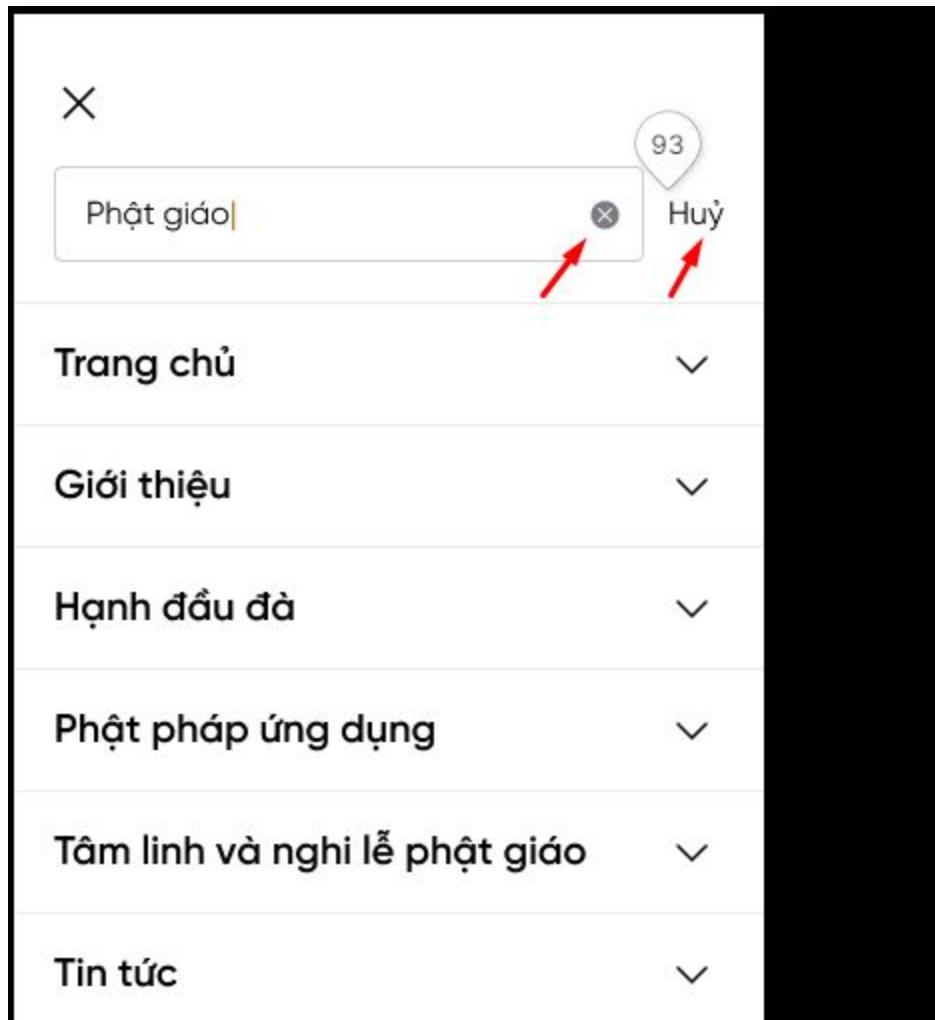 93
Phật giáo
Huỷ
Trang chủ
Giới thiệu
Hạnh đầu đà
Phật pháp ứng dụng
Tâm linh và nghi lễ phật giáo
Tin tức